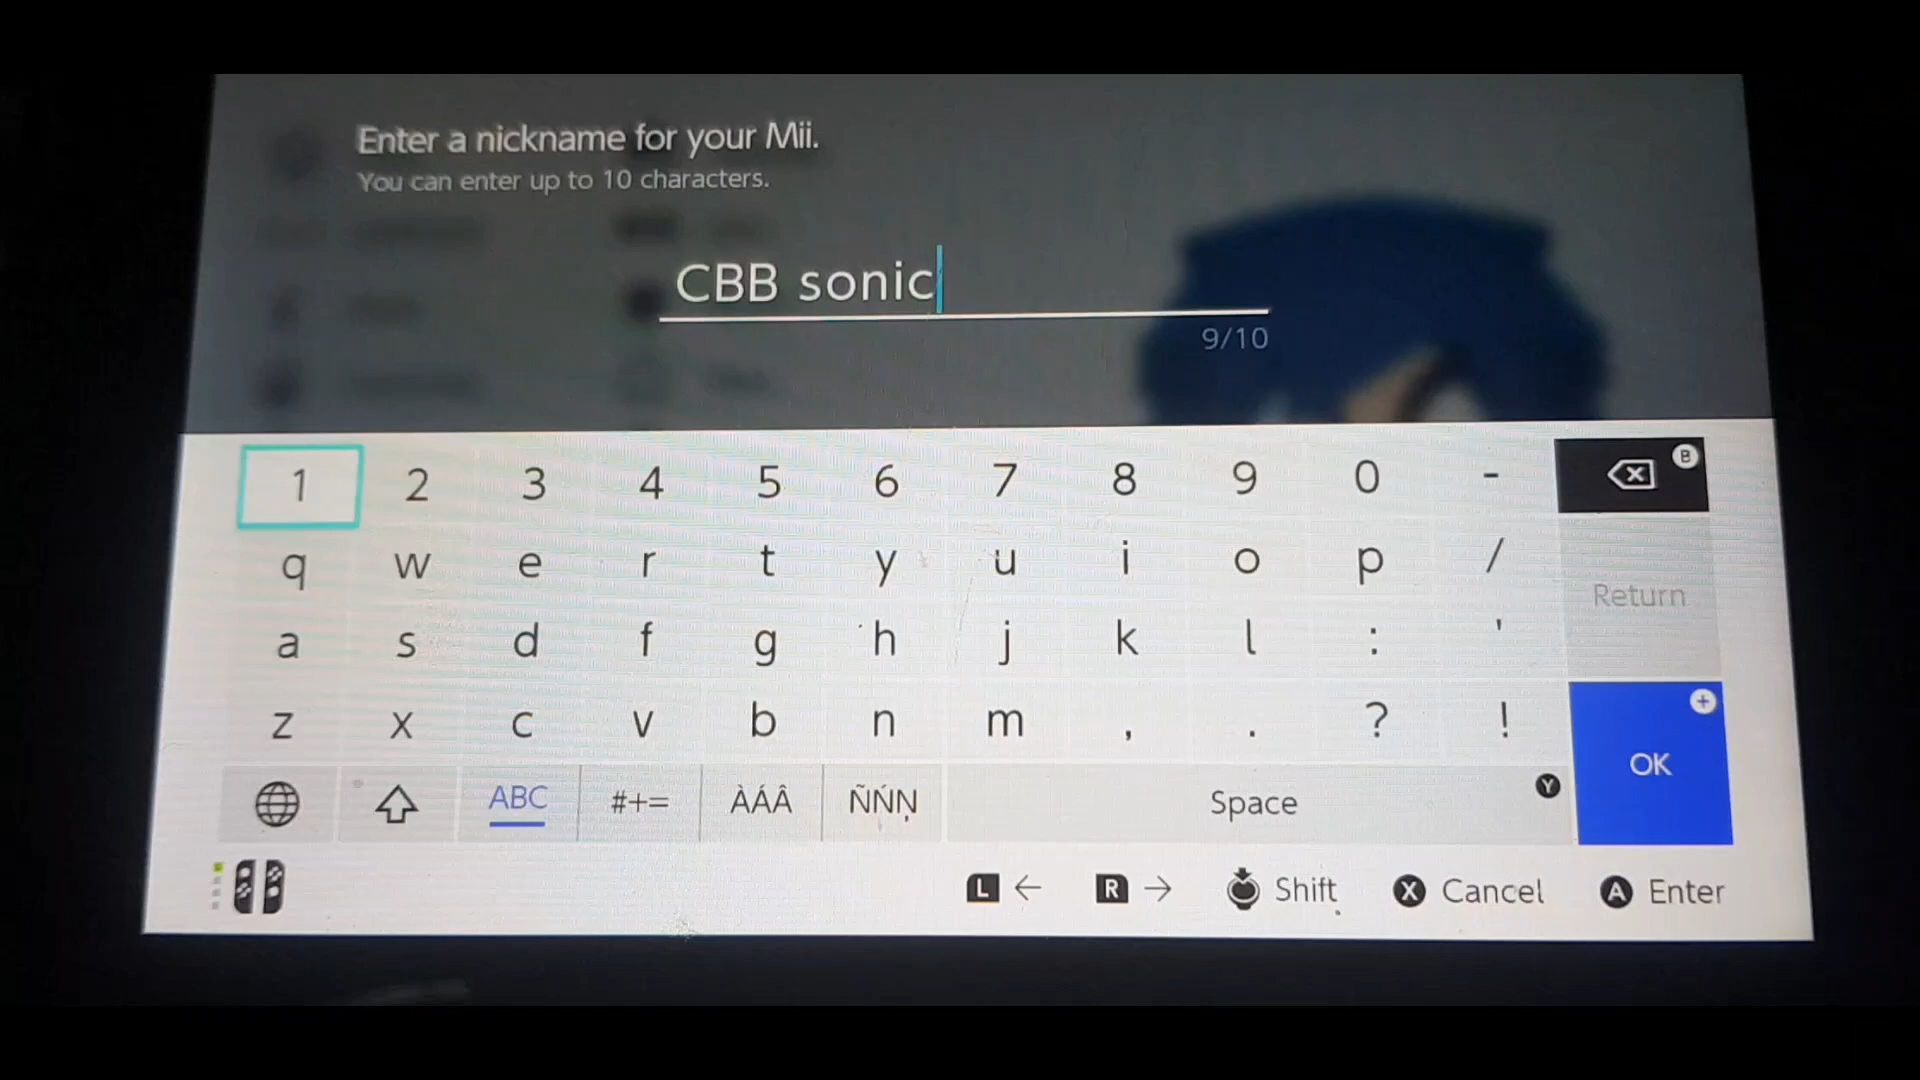 Enter a nickname for your Mii.
You can enter up to 10 characters.
CBB sonic
9/10
1 2 3 4 5 6 7 8 9 0 - B
q w e r t y u i o p /
Return
a s d f g h j k l : '
z x c v b n m , . ? ! +
OK
ABC #+= ÀÁÂ ÑŃṆ Space Y
L ← R → Shift X Cancel A Enter